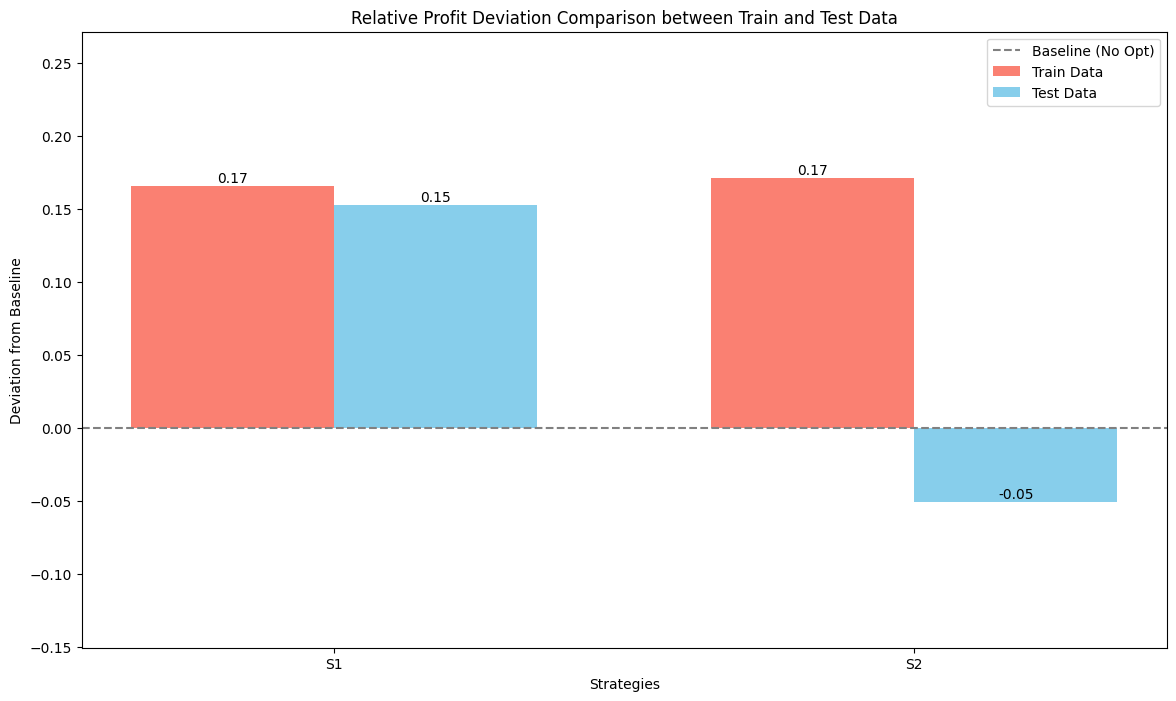 Relative Profit Deviation Comparison between Train and Test Data
Baseline (No Opt)
Train Data
Test Data
Deviation from Baseline
0.25
0.20
0.15
0.10
0.05
0.00
−0.05
−0.10
−0.15
0.17
0.15
0.17
-0.05
S1
S2
Strategies